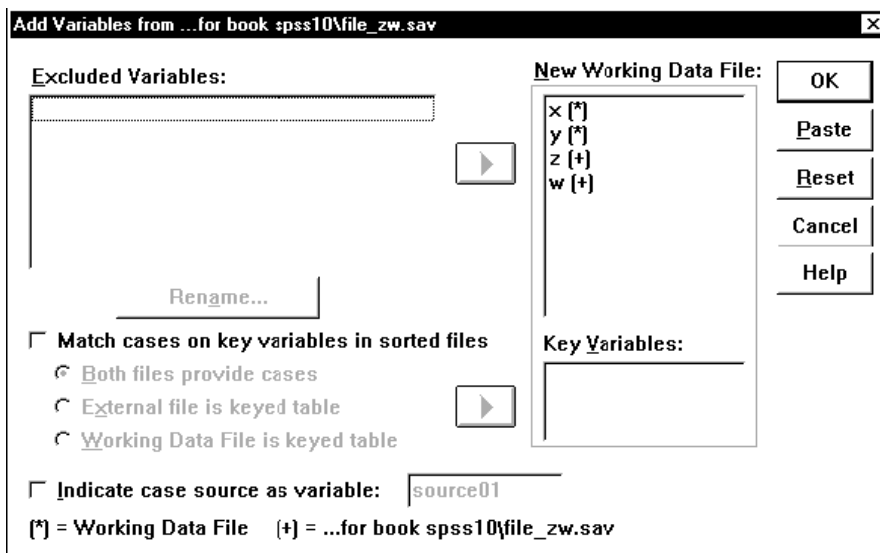 Add Variables from ...for book spss10\file_zw.sav
Excluded Variables:
New Working Data File:
x (*)
y (*)
z (+)
w (+)
OK
Paste
Reset
Cancel
Help
Rename...
Match cases on key variables in sorted files
Both files provide cases
External file is keyed table
Working Data File is keyed table
Key Variables:
Indicate case source as variable: source01
(*) = Working Data File (+) = ...for book spss10\file_zw.sav